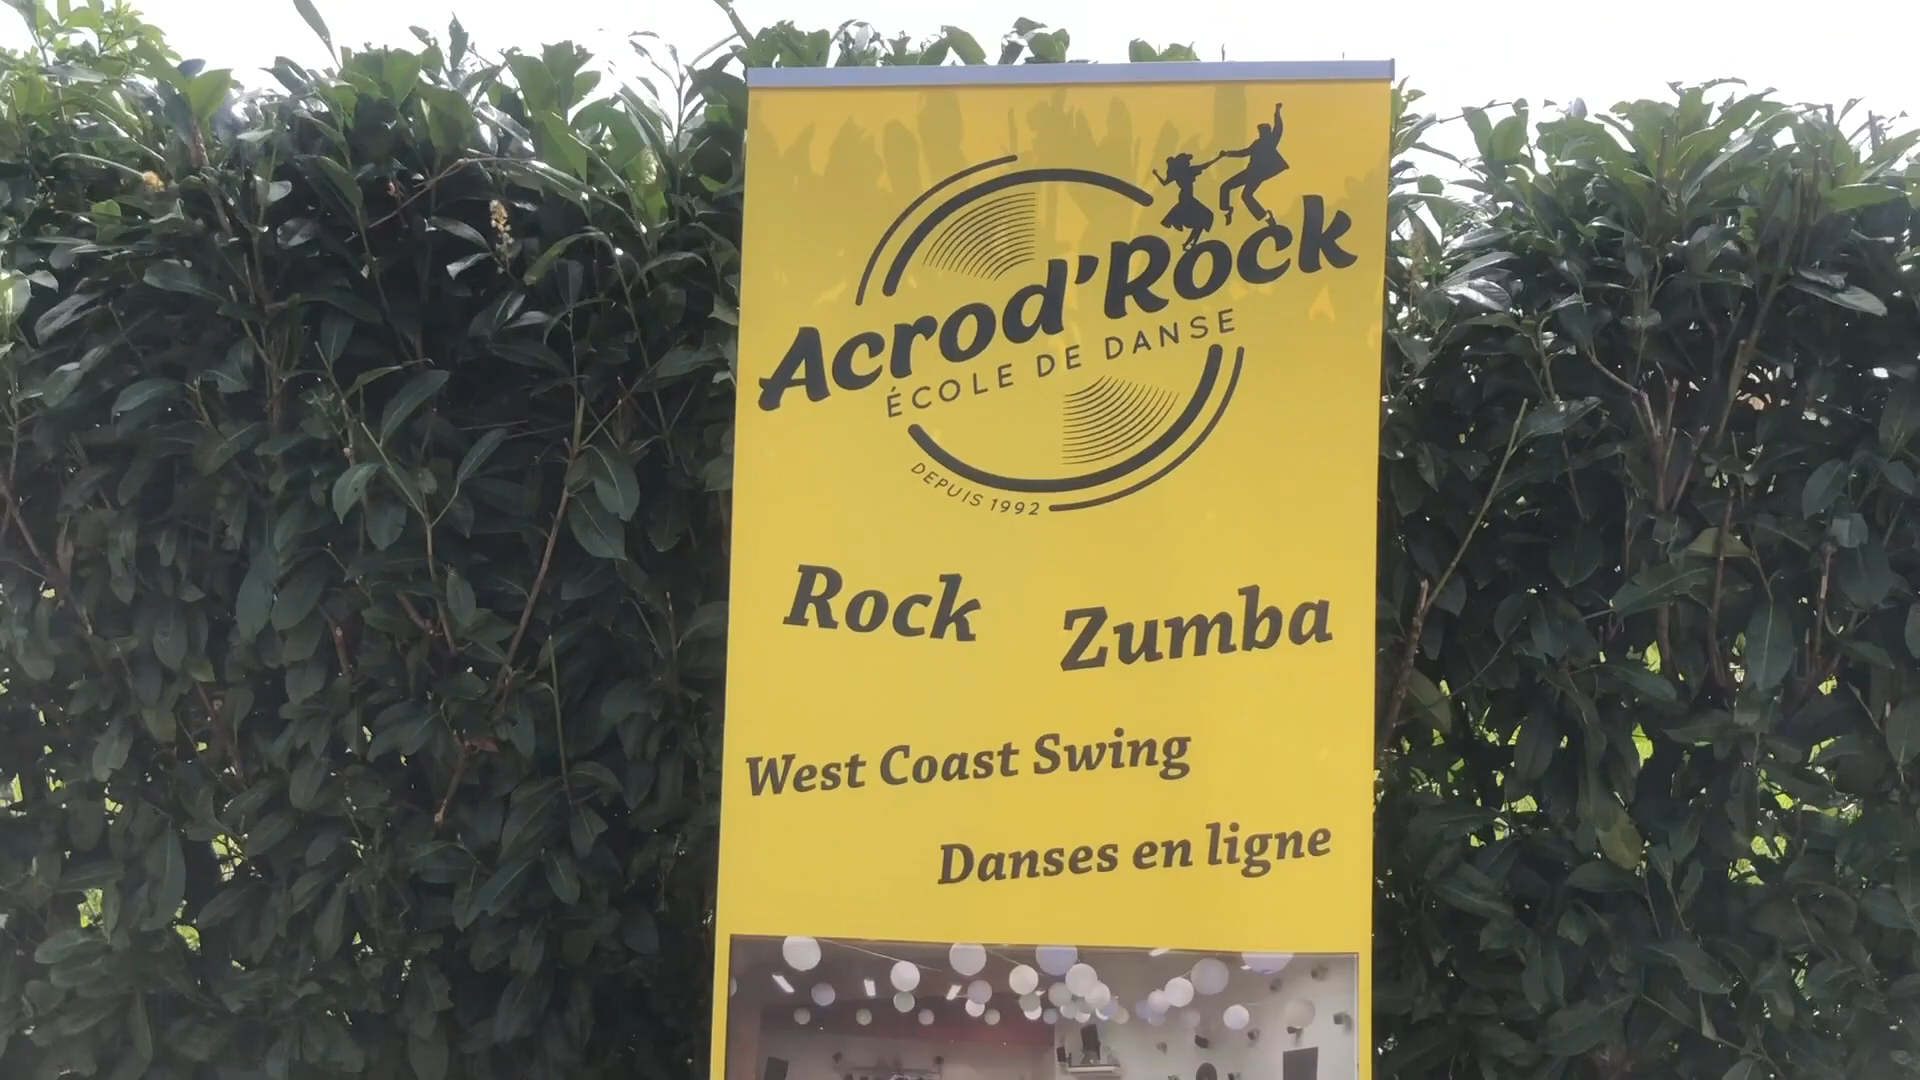 Acrod'Rock
ÉCOLE DE DANSE
DEPUIS 1992
Rock
Zumba
West Coast Swing
Danses en ligne